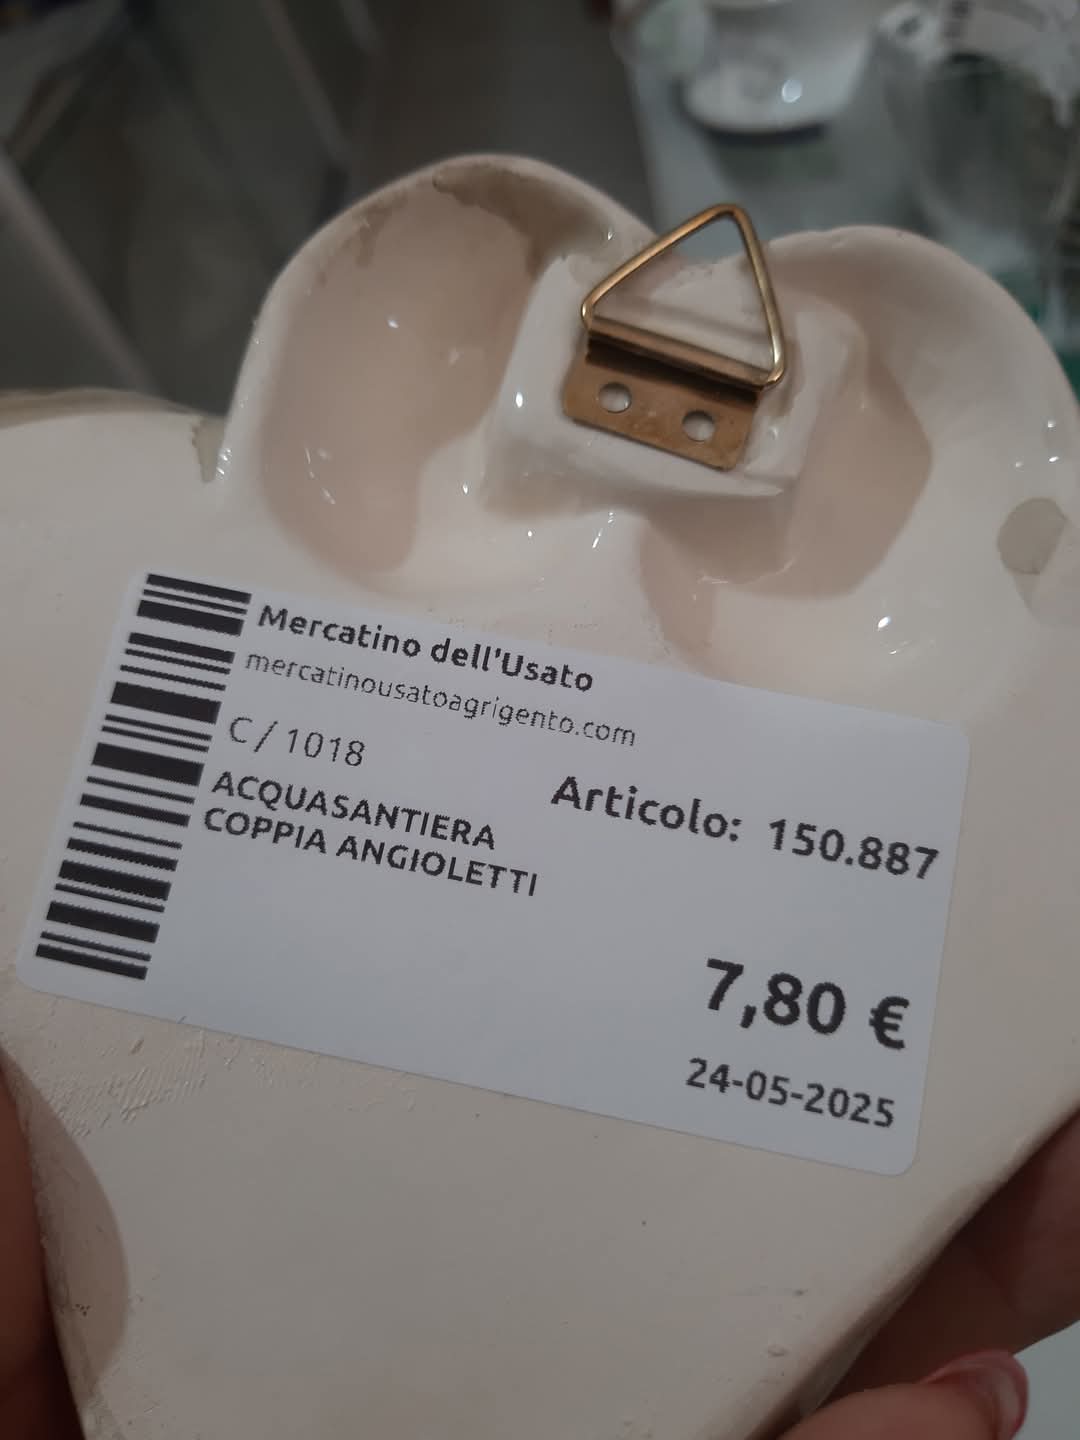 Mercatino dell'Usato
mercatinousatoagrigento.com
C / 1018
ACQUASANTIERA
COPPIA ANGIOLETTI
Articolo: 150.887
7,80 €
24-05-2025